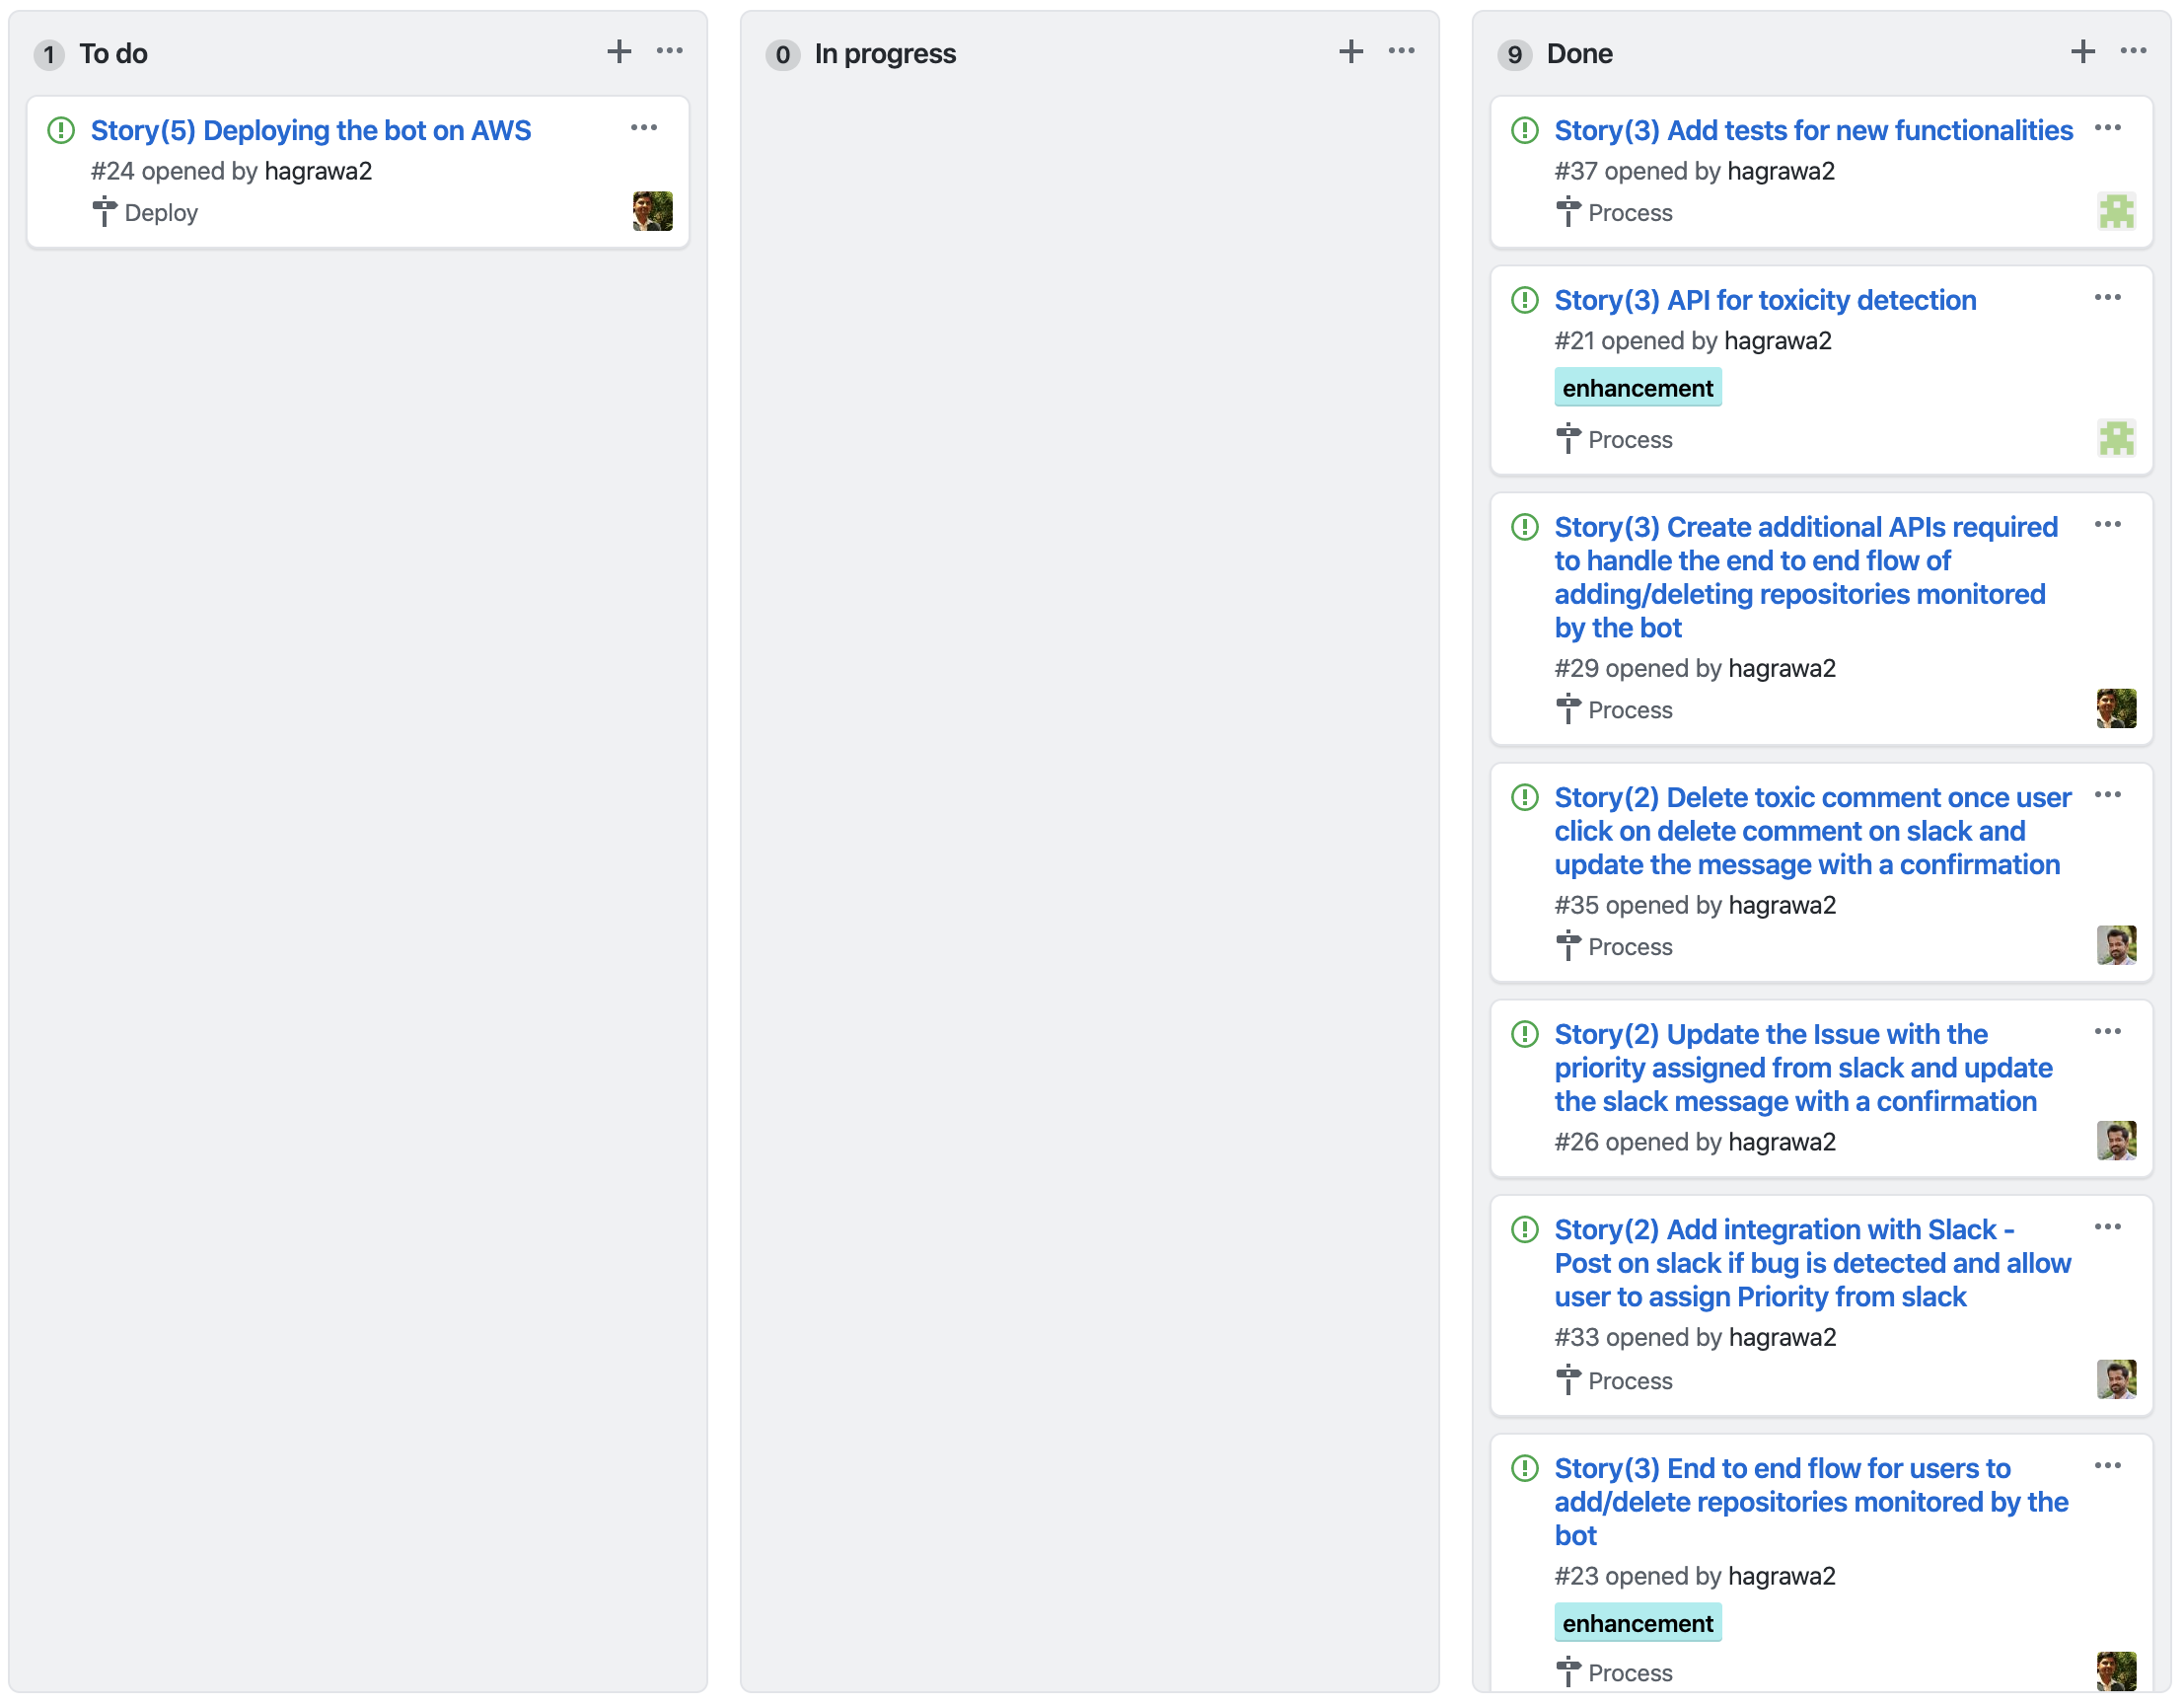 1 To do
Story(5) Deploying the bot on AWS
#24 opened by hagrawa2
Deploy
0 In progress
9 Done
Story(3) Add tests for new functionalities
#37 opened by hagrawa2
Process
Story(3) API for toxicity detection
#21 opened by hagrawa2
enhancement
Process
Story(3) Create additional APIs required
to handle the end to end flow of
adding/deleting repositories monitored
by the bot
#29 opened by hagrawa2
Process
Story(2) Delete toxic comment once user
click on delete comment on slack and
update the message with a confirmation
#35 opened by hagrawa2
Process
Story(2) Update the Issue with the
priority assigned from slack and update
the slack message with a confirmation
#26 opened by hagrawa2
Story(2) Add integration with Slack -
Post on slack if bug is detected and allow
user to assign Priority from slack
#33 opened by hagrawa2
Process
Story(3) End to end flow for users to
add/delete repositories monitored by the
bot
#23 opened by hagrawa2
enhancement
Process